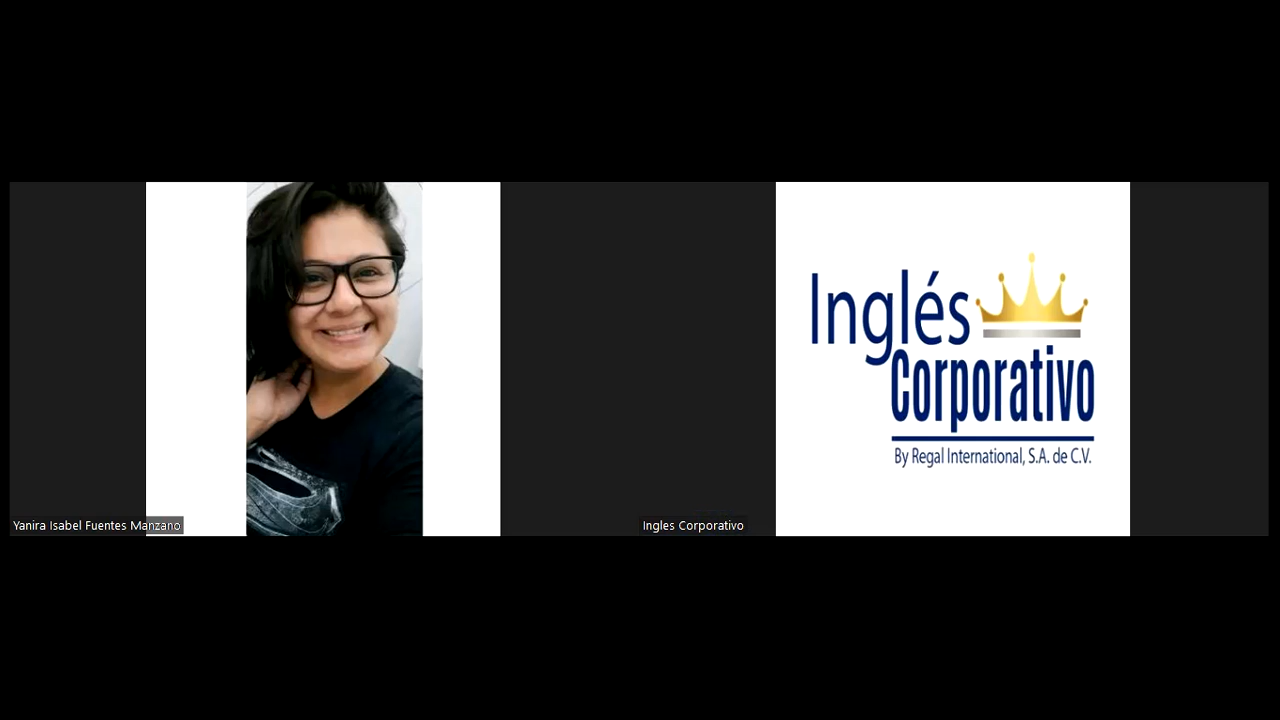 Inglés
Corporativo
By Regal International, S.A. de C.V.
Yanira Isabel Fuentes Manzano
Ingles Corporativo